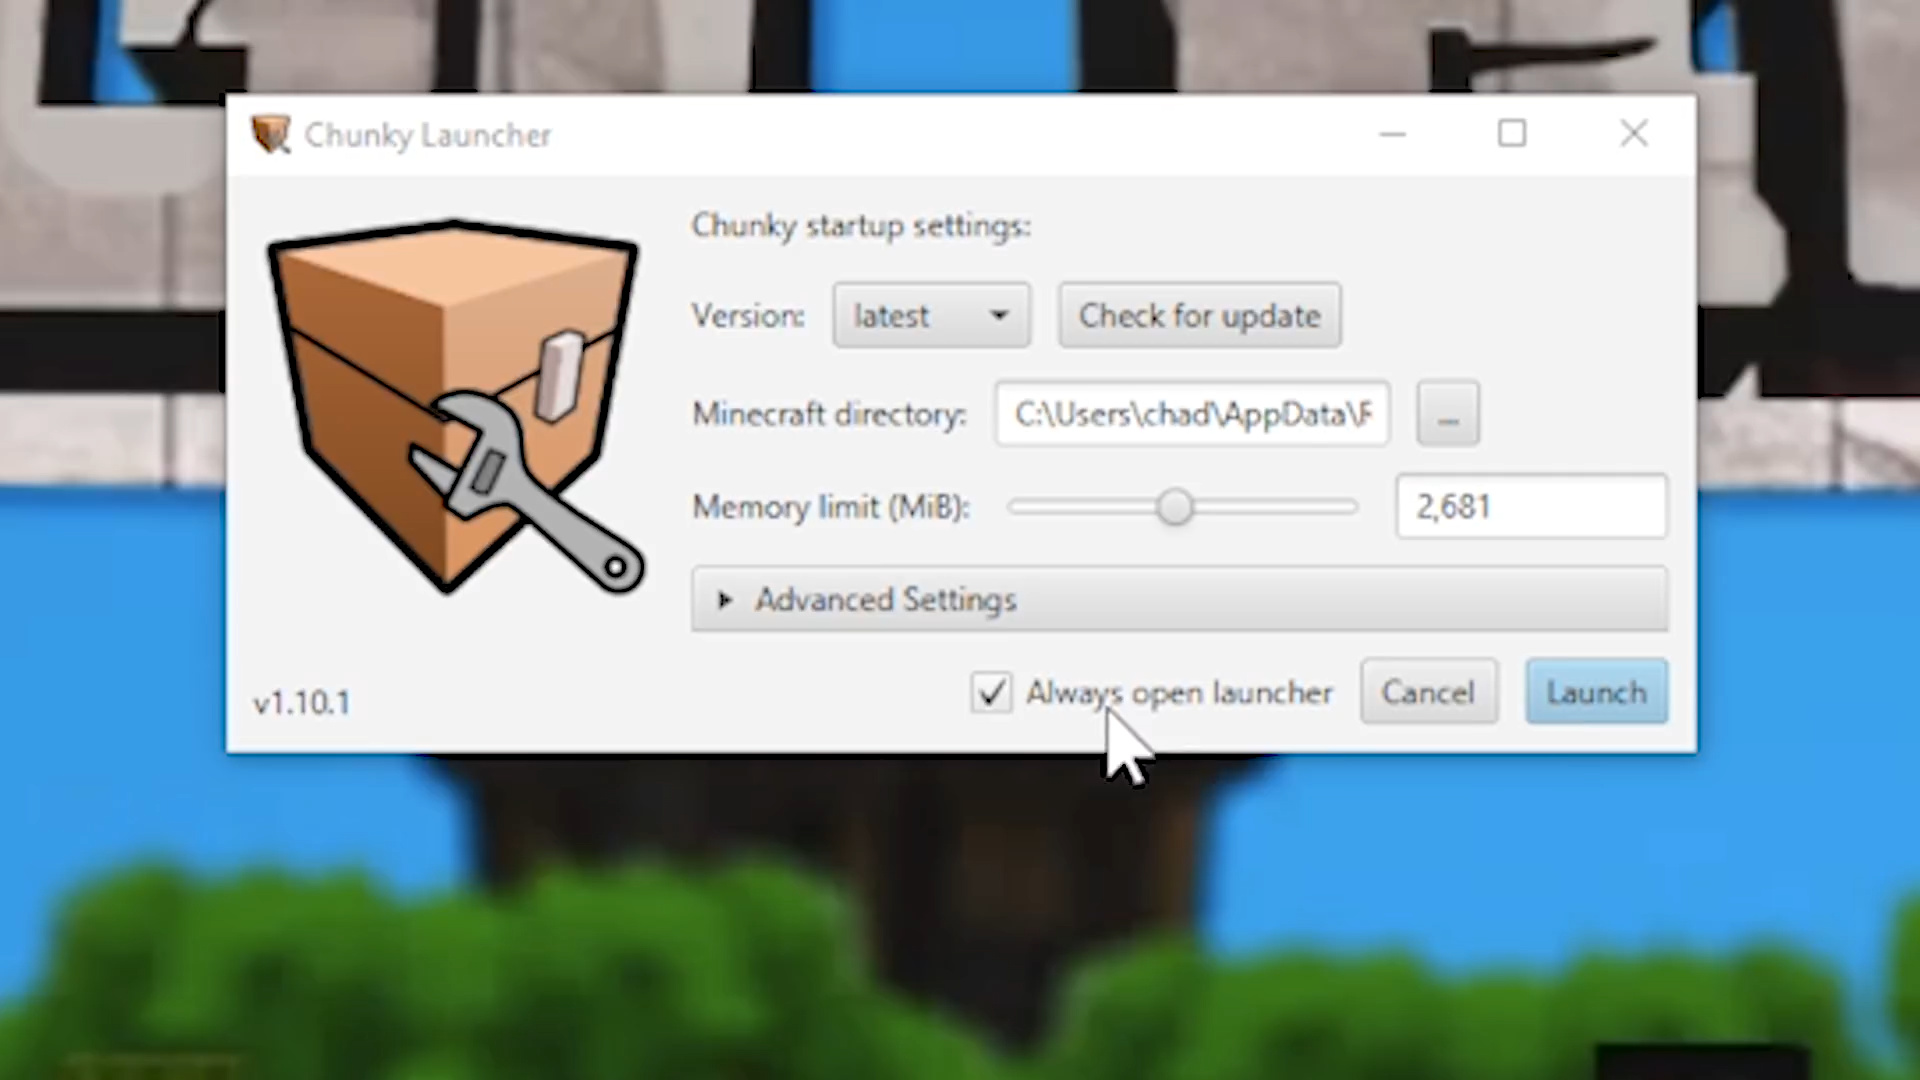 Chunky Launcher
Chunky startup settings:
Version: latest Check for update
Minecraft directory: C:\Users\chad\AppData\F ...
Memory limit (MiB): 2,681
Advanced Settings
v1.10.1 Always open launcher Cancel Launch